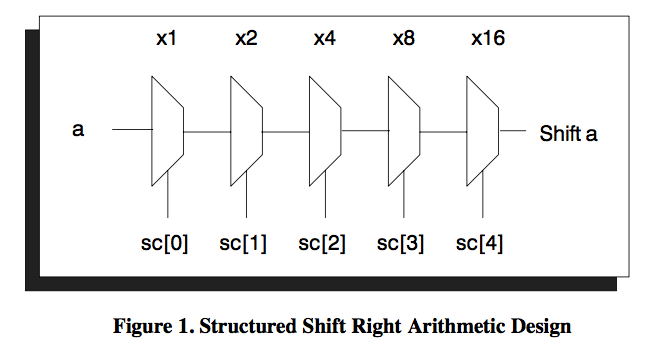 x1 x2 x4 x8 x16
a
Shift a
sc[0] sc[1] sc[2] sc[3] sc[4]
Figure 1. Structured Shift Right Arithmetic Design